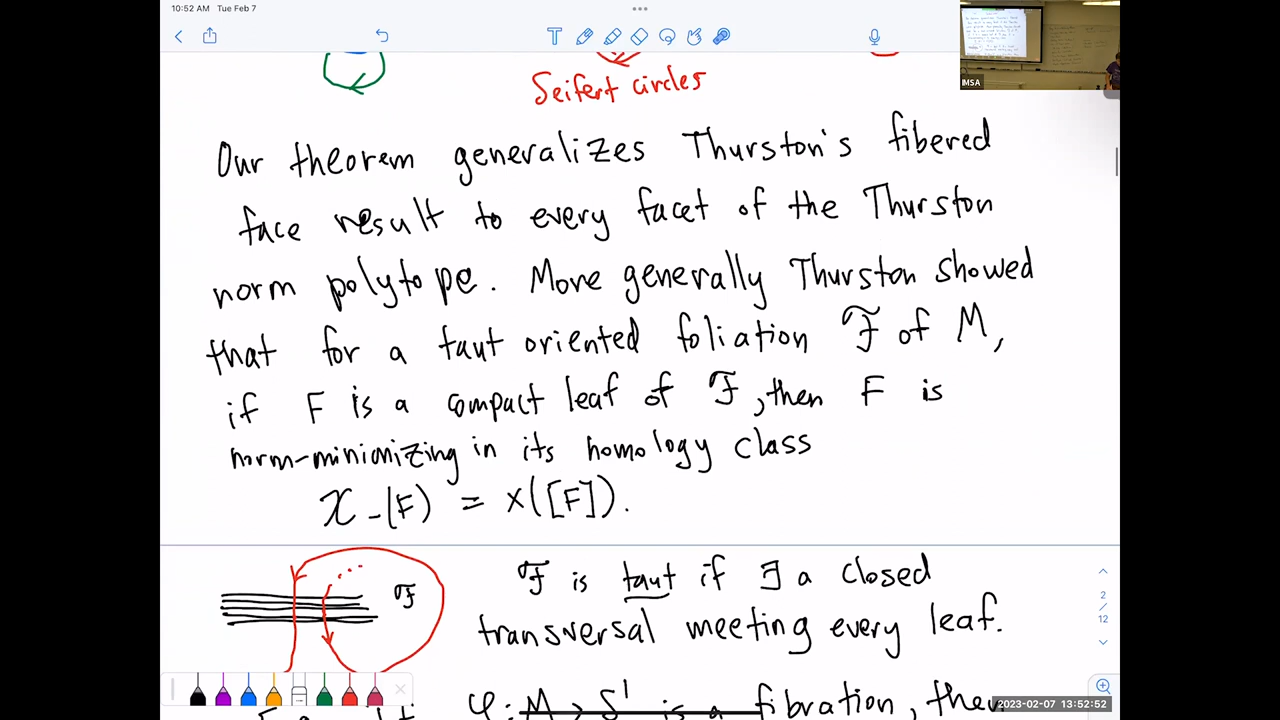 10:52 AM Tue Feb 7
IMSA
Seifert circles
Our theorem generalizes Thurston's fibered
face result to every facet of the Thurston
norm polytope. More generally Thurston showed
that for a taut oriented foliation ℱ of M,
if F is a compact leaf of ℱ, then F is
norm-minimizing in its homology class
χ_-(F) = x([F]).
ℱ
ℱ is taut if ∃ a closed
transversal meeting every leaf.
2 / 12
φ: M → S¹ is a fibration, then
2023-02-07 13:52:52